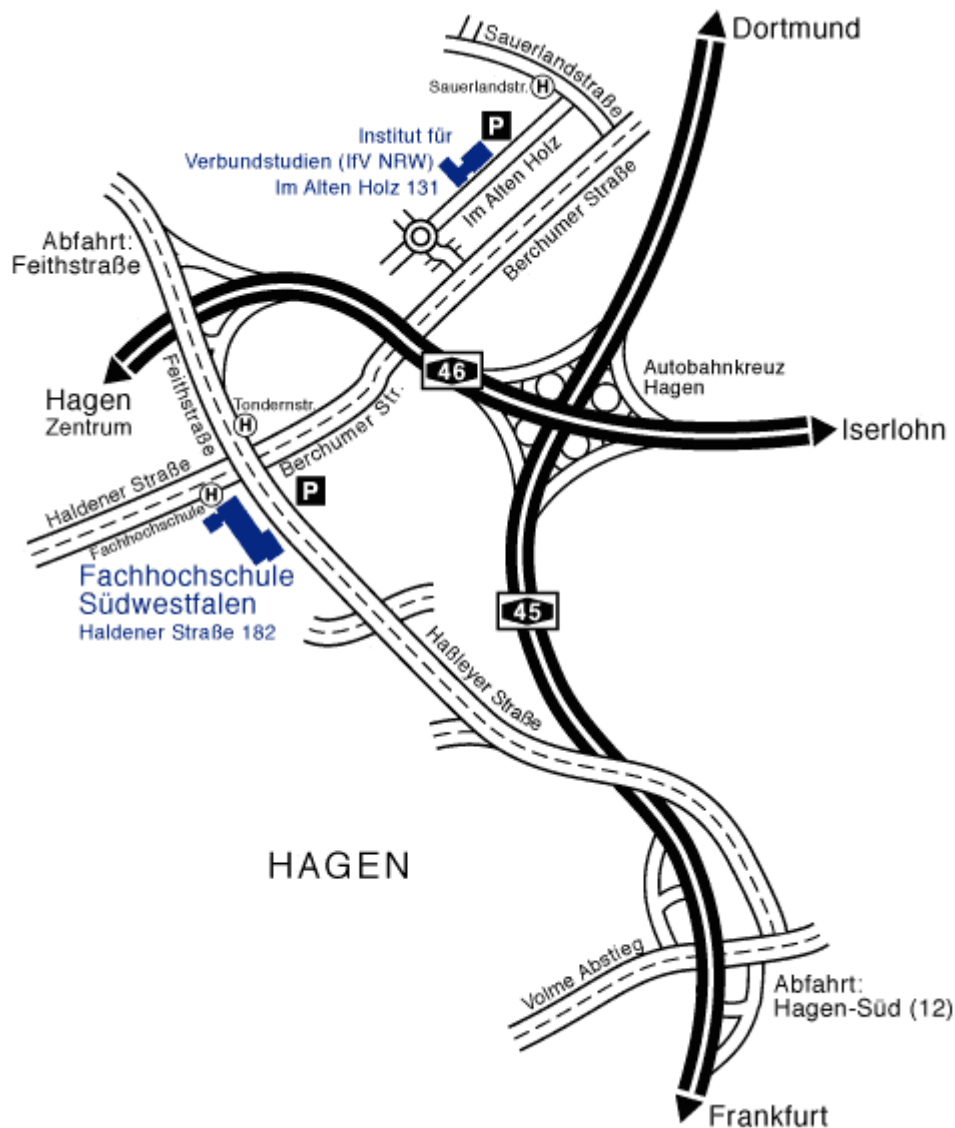 Dortmund
Sauerlandstraße
Sauerlandstr.
H
P
Institut für
Verbundstudien (IfV NRW)
Im Alten Holz 131
Im Alten Holz
Berchumer Straße
Abfahrt:
Feithstraße
46
Autobahnkreuz
Hagen
Hagen
Zentrum
Feithstraße
Tondernstr.
H
Iserlohn
Berchumer Str.
Haldener Straße
H
P
Fachhochschule
Fachhochschule
Südwestfalen
Haldener Straße 182
45
Haßleyer Straße
HAGEN
Volme Abstieg
Abfahrt:
Hagen-Süd (12)
Frankfurt